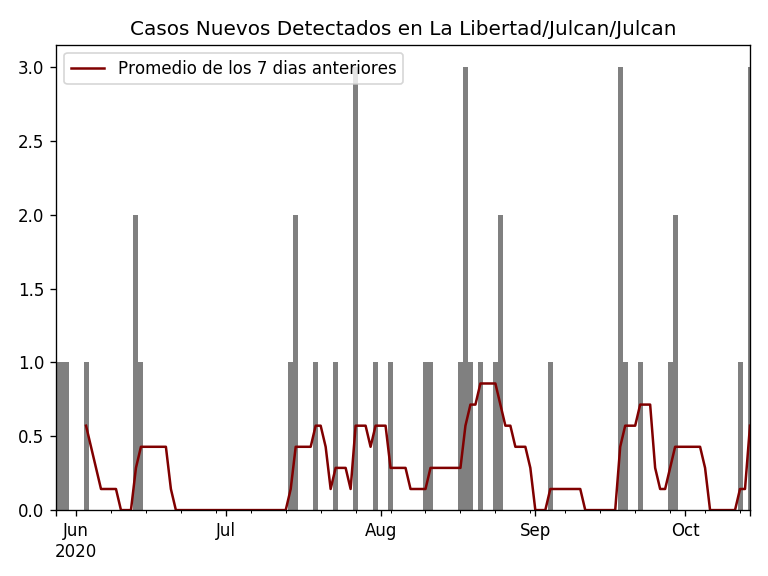 Casos Nuevos Detectados en La Libertad/Julcan/Julcan
Promedio de los 7 dias anteriores
3.0
2.5
2.0
1.5
1.0
0.5
0.0
Jun Jul Aug Sep Oct
2020